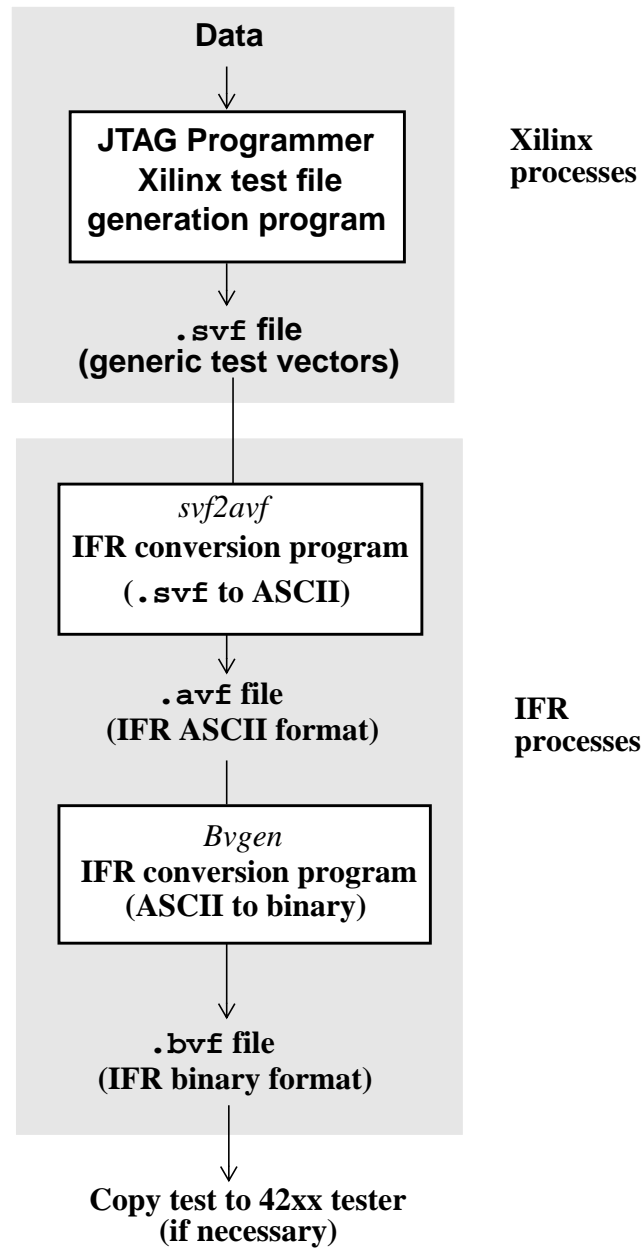 Data
JTAG Programmer
Xilinx test file
generation program
Xilinx
processes
.svf file
(generic test vectors)
svf2avf
IFR conversion program
(.svf to ASCII)
.avf file
(IFR ASCII format)
IFR
processes
Bvgen
IFR conversion program
(ASCII to binary)
.bvf file
(IFR binary format)
Copy test to 42xx tester
(if necessary)